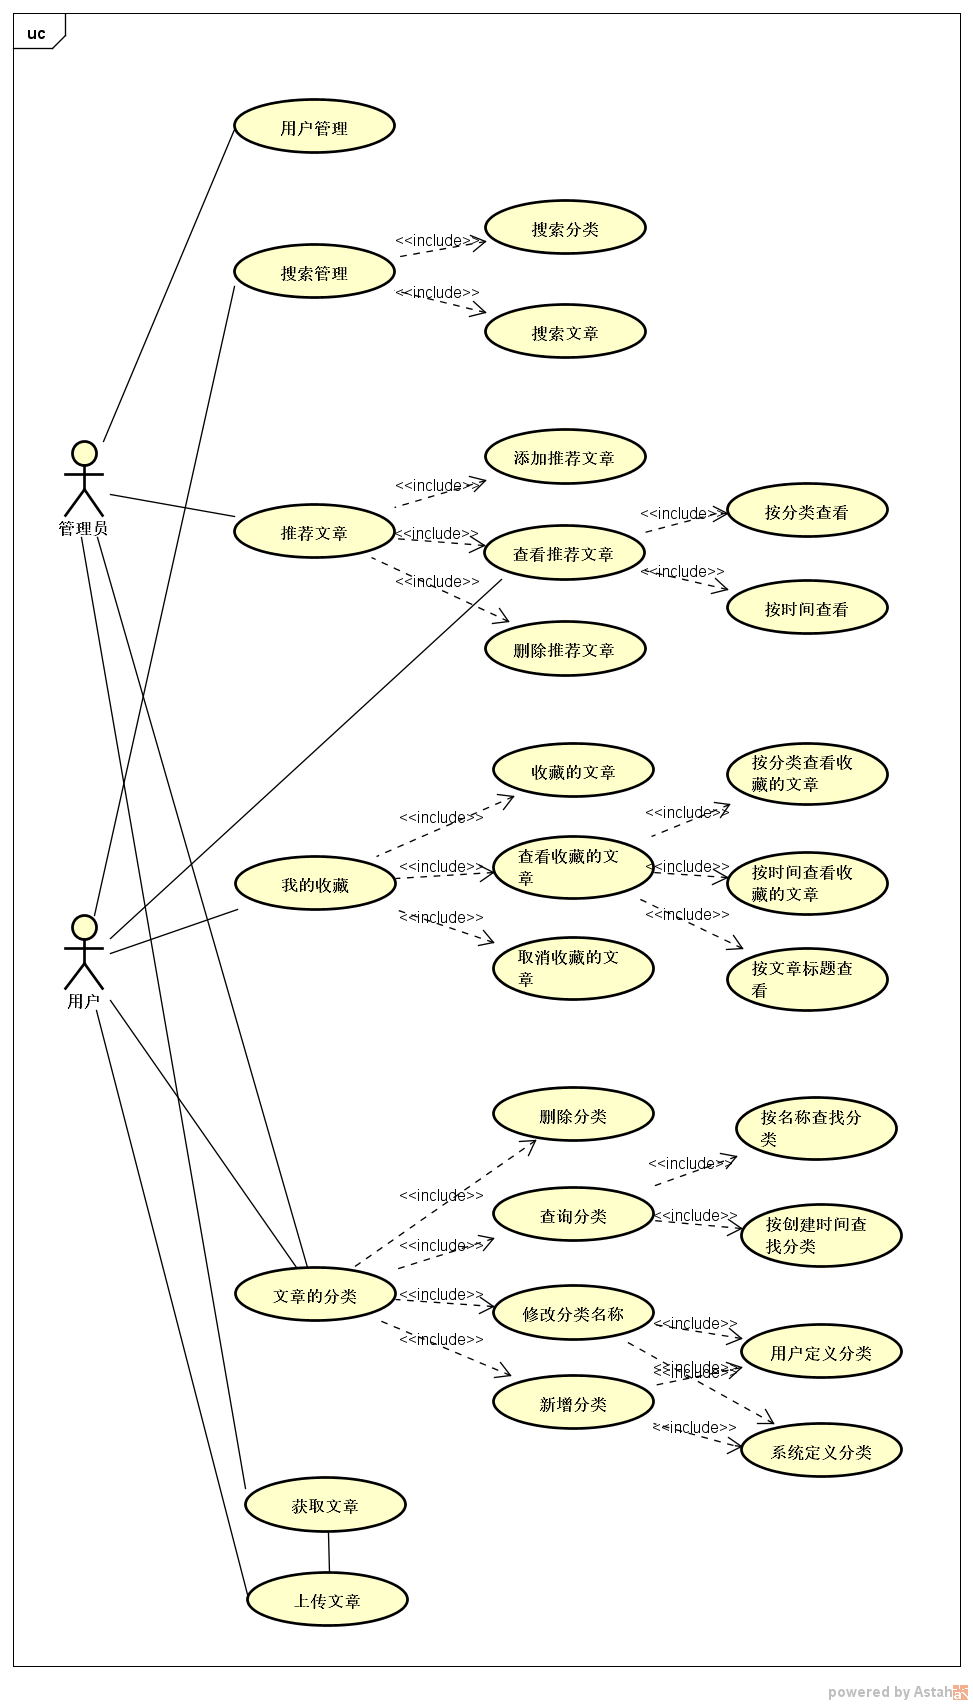 uc
用户管理
搜索管理
<<include>>
搜索分类
<<include>>
搜索文章
管理员
推荐文章
<<include>>
添加推荐文章
<<include>>
查看推荐文章
<<include>>
删除推荐文章
<<include>>
按分类查看
<<include>>
按时间查看
用户
我的收藏
<<include>>
收藏的文章
<<include>>
查看收藏的文
章
<<include>>
取消收藏的文
章
<<include>>
按分类查看收
藏的文章
<<include>>
按时间查看收
藏的文章
<<include>>
按文章标题查
看
文章的分类
<<include>>
删除分类
<<include>>
查询分类
<<include>>
修改分类名称
<<include>>
新增分类
<<include>>
按名称查找分
类
<<include>>
按创建时间查
找分类
<<include>>
用户定义分类
<<include>>
<<include>>
<<include>>
系统定义分类
获取文章
上传文章
powered by Astah